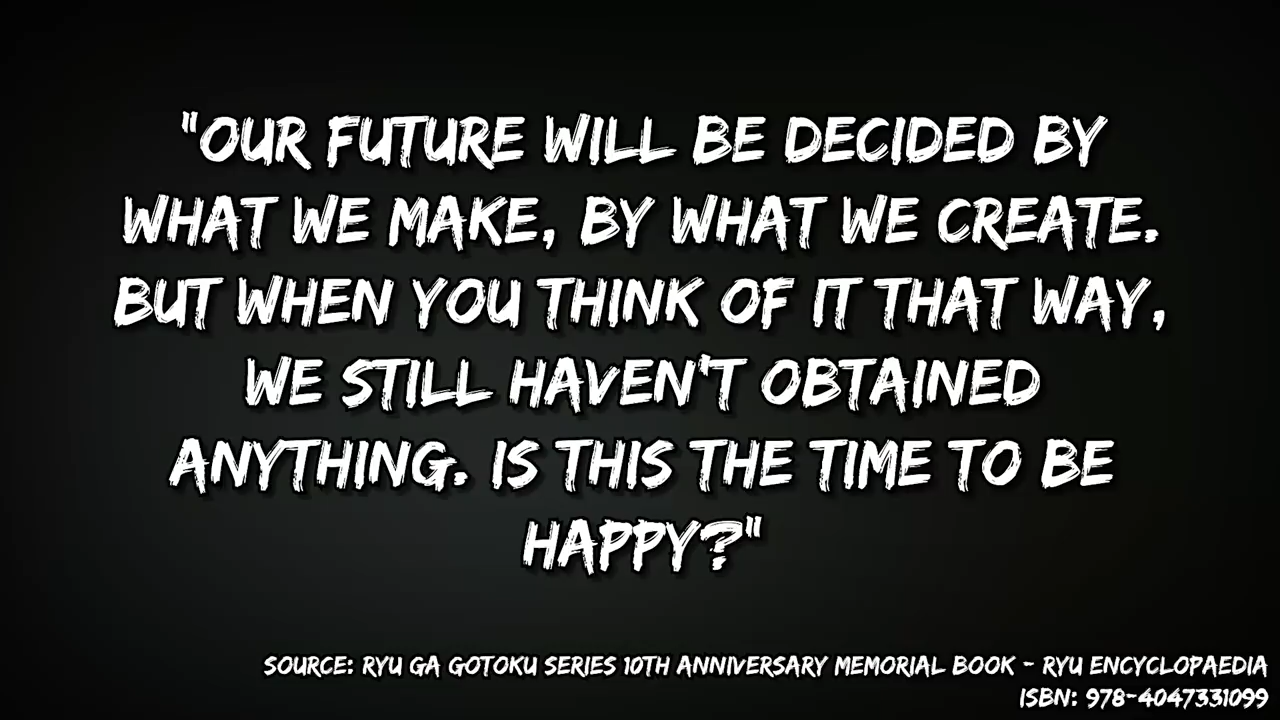 "OUR FUTURE WILL BE DECIDED BY
WHAT WE MAKE, BY WHAT WE CREATE.
BUT WHEN YOU THINK OF IT THAT WAY,
WE STILL HAVEN'T OBTAINED
ANYTHING. IS THIS THE TIME TO BE
HAPPY?"
SOURCE: RYU GA GOTOKU SERIES 10TH ANNIVERSARY MEMORIAL BOOK - RYU ENCYCLOPAEDIA
ISBN: 978-4047331099